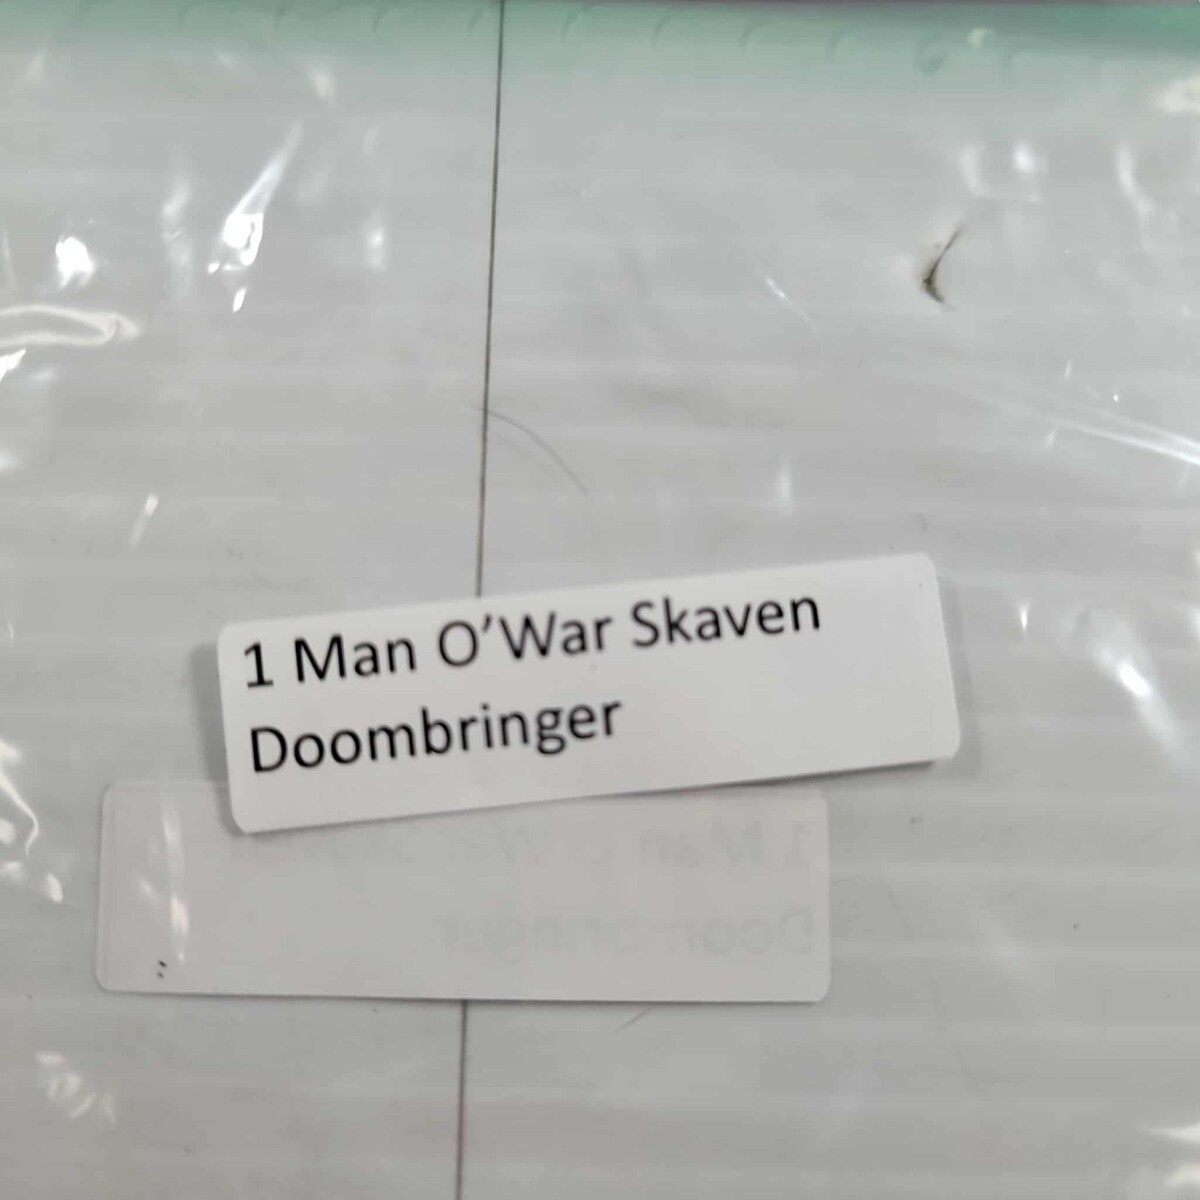 1 Man O'War Skaven
Doombringer